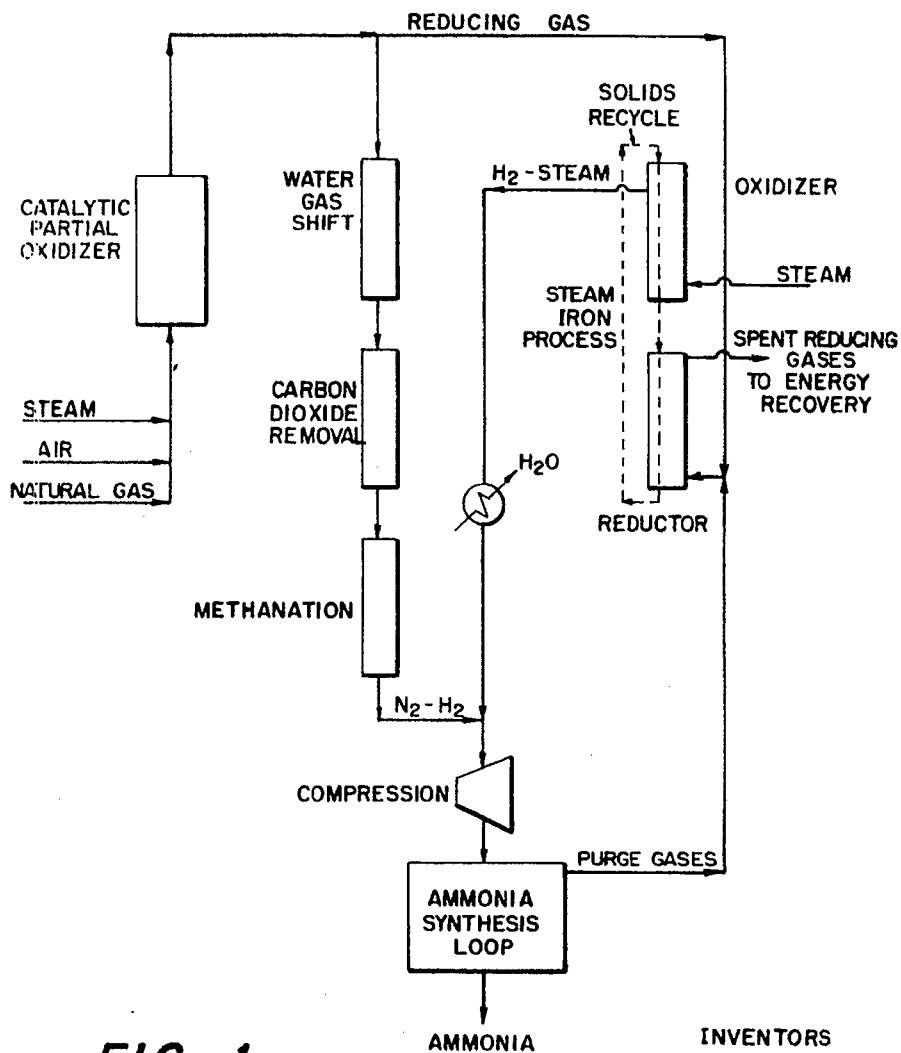 REDUCING GAS
SOLIDS
RECYCLE
H2-STEAM
OXIDIZER
WATER
GAS
SHIFT
CATALYTIC
PARTIAL
OXIDIZER
STEAM
STEAM
IRON
PROCESS
SPENT REDUCING
GASES
TO ENERGY
RECOVERY
CARBON
DIOXIDE
REMOVAL
STEAM
AIR
NATURAL GAS
H2O
REDUCTOR
METHANATION
N2-H2
COMPRESSION
PURGE GASES
AMMONIA
SYNTHESIS
LOOP
AMMONIA
INVENTORS
FIG. 1